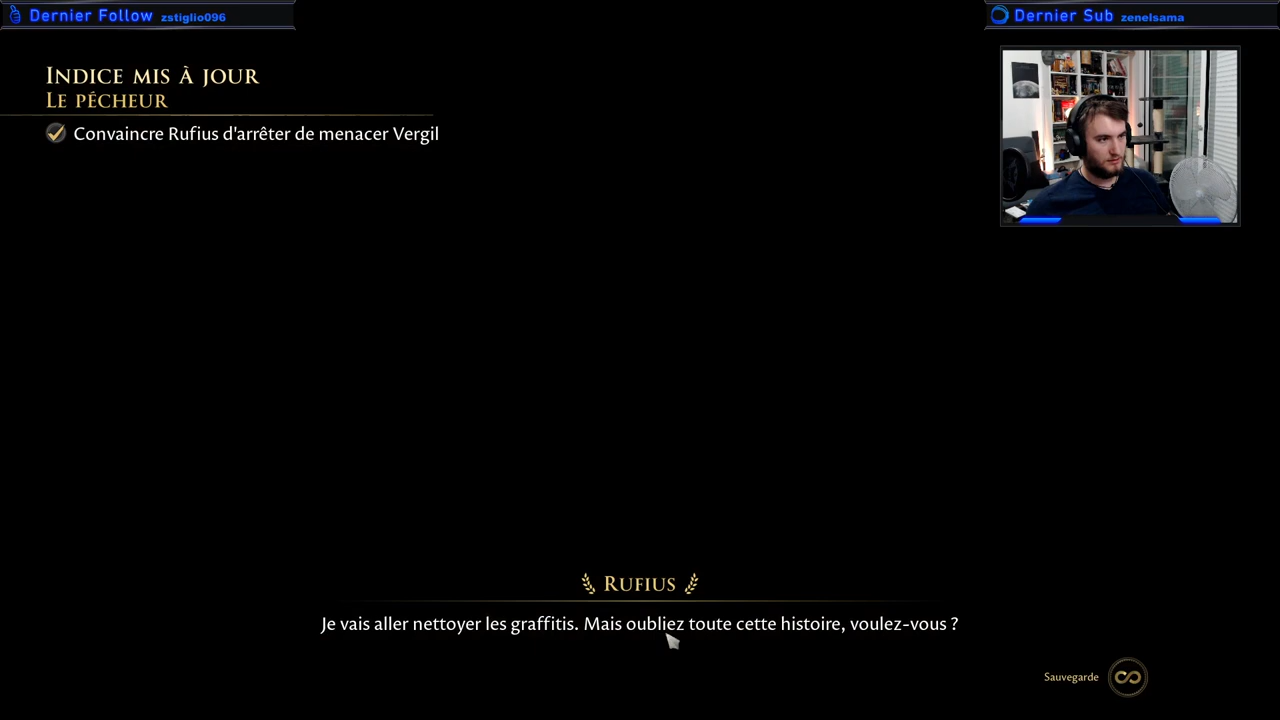 Dernier Follow zstiglio096
Dernier Sub zenelsama
Indice mis à jour
Le pécheur
Convaincre Rufius d'arrêter de menacer Vergil
Rufius
Je vais aller nettoyer les graffitis. Mais oubliez toute cette histoire, voulez-vous ?
Sauvegarde